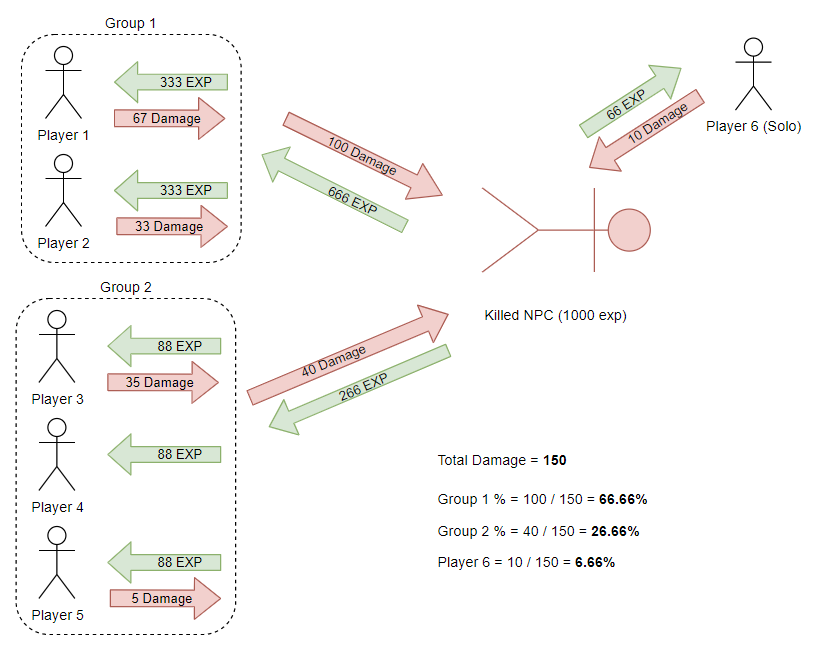 Group 1
333 EXP
67 Damage
Player 1
333 EXP
33 Damage
Player 2
100 Damage
666 EXP
66 EXP
10 Damage
Player 6 (Solo)
Killed NPC (1000 exp)
Group 2
88 EXP
35 Damage
Player 3
88 EXP
Player 4
88 EXP
5 Damage
Player 5
40 Damage
266 EXP
Total Damage = 150
Group 1 % = 100 / 150 = 66.66%
Group 2 % = 40 / 150 = 26.66%
Player 6 = 10 / 150 = 6.66%